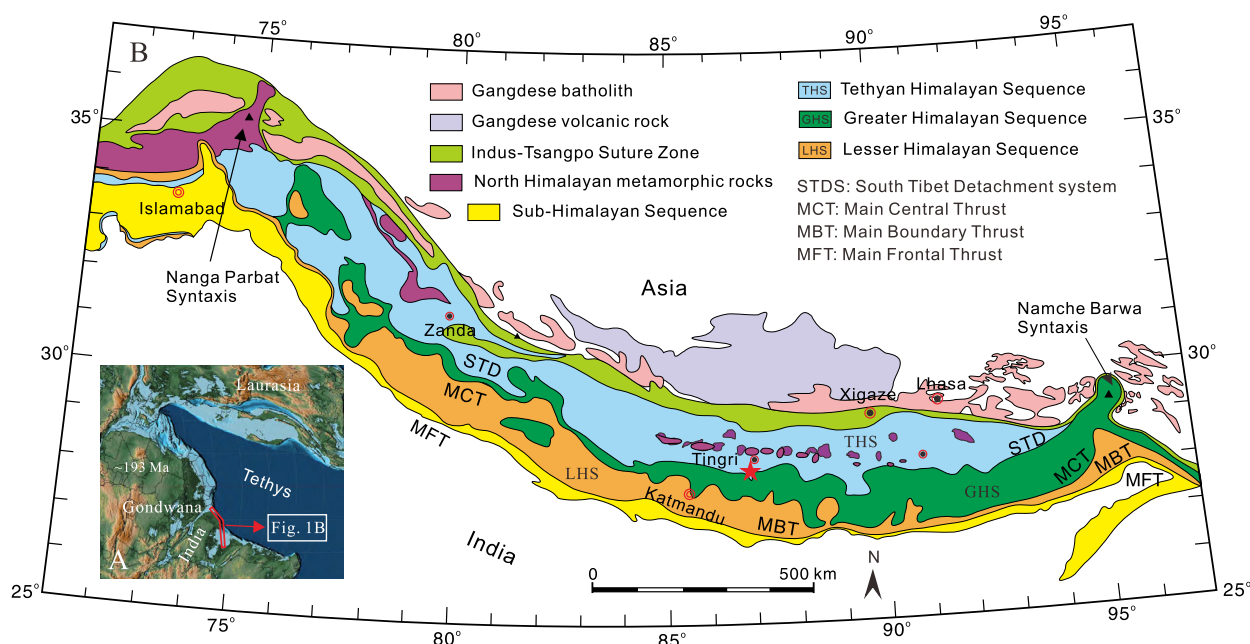 75°
80°
85°
90°
95°
B
Gangdese batholith
Gangdese volcanic rock
Indus-Tsangpo Suture Zone
North Himalayan metamorphic rocks
Sub-Himalayan Sequence
THS Tethyan Himalayan Sequence
GHS Greater Himalayan Sequence
LHS Lesser Himalayan Sequence
STDS: South Tibet Detachment system
MCT: Main Central Thrust
MBT: Main Boundary Thrust
MFT: Main Frontal Thrust
35°
35°
Islamabad
Nanga Parbat
Syntaxis
Asia
Namche Barwa
Syntaxis
Zanda
30°
30°
STD
MCT
MFT
Xigaze
Lhasa
THS
STD
Tingri
LHS
Katmandu
MBT
GHS
MCT
MBT
MFT
India
Laurasia
~193 Ma
Tethys
Gondwana
India
Fig. 1B
A
N
0
500 km
25°
25°
75°
80°
85°
90°
95°